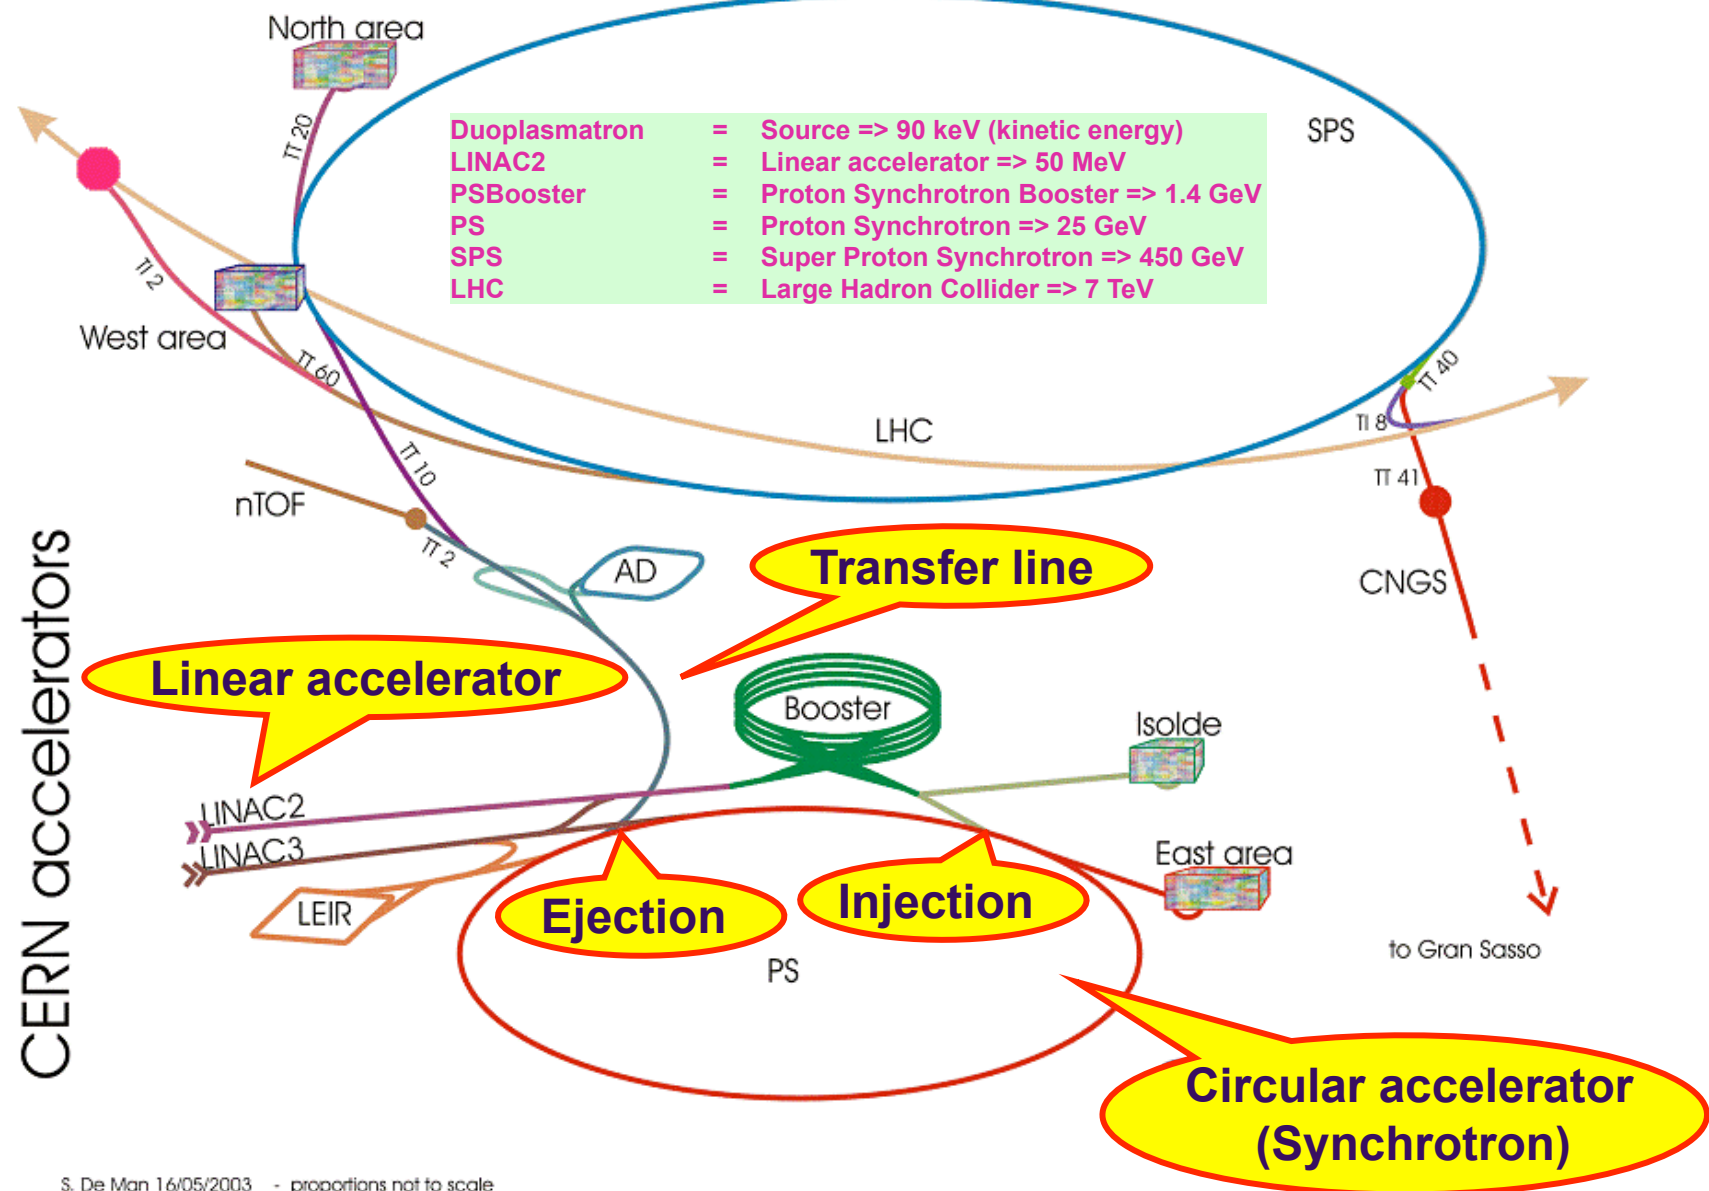 North area
TT 20
SPS
Duoplasmatron = Source => 90 keV (kinetic energy)
LINAC2 = Linear accelerator => 50 MeV
PSBooster = Proton Synchrotron Booster => 1.4 GeV
PS = Proton Synchrotron => 25 GeV
SPS = Super Proton Synchrotron => 450 GeV
LHC = Large Hadron Collider => 7 TeV
TI 2
West area
TT 60
TT 40
TI 8
LHC
TT 10
TT 41
nTOF
TT 2
AD
Transfer line
CNGS
CERN accelerators
Linear accelerator
Booster
Isolde
LINAC2
LINAC3
East area
LEIR
Ejection
Injection
to Gran Sasso
PS
Circular accelerator
(Synchrotron)
S. De Man 16/05/2003 - proportions not to scale